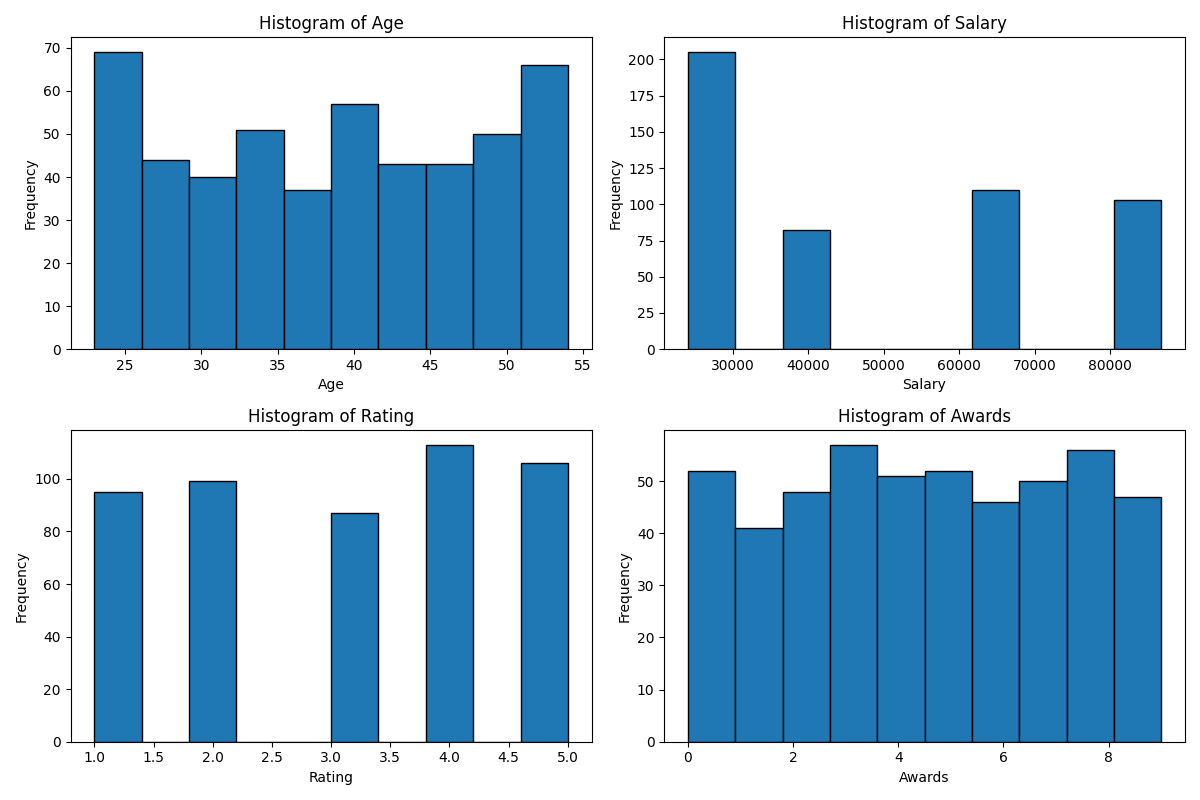 Histogram of Age
70
60
50
40
30
20
10
0
Frequency
25 30 35 40 45 50 55
Age
Histogram of Salary
200
175
150
125
100
75
50
25
0
Frequency
30000 40000 50000 60000 70000 80000
Salary
Histogram of Rating
100
80
60
40
20
0
Frequency
1.0 1.5 2.0 2.5 3.0 3.5 4.0 4.5 5.0
Rating
Histogram of Awards
50
40
30
20
10
0
Frequency
0 2 4 6 8
Awards